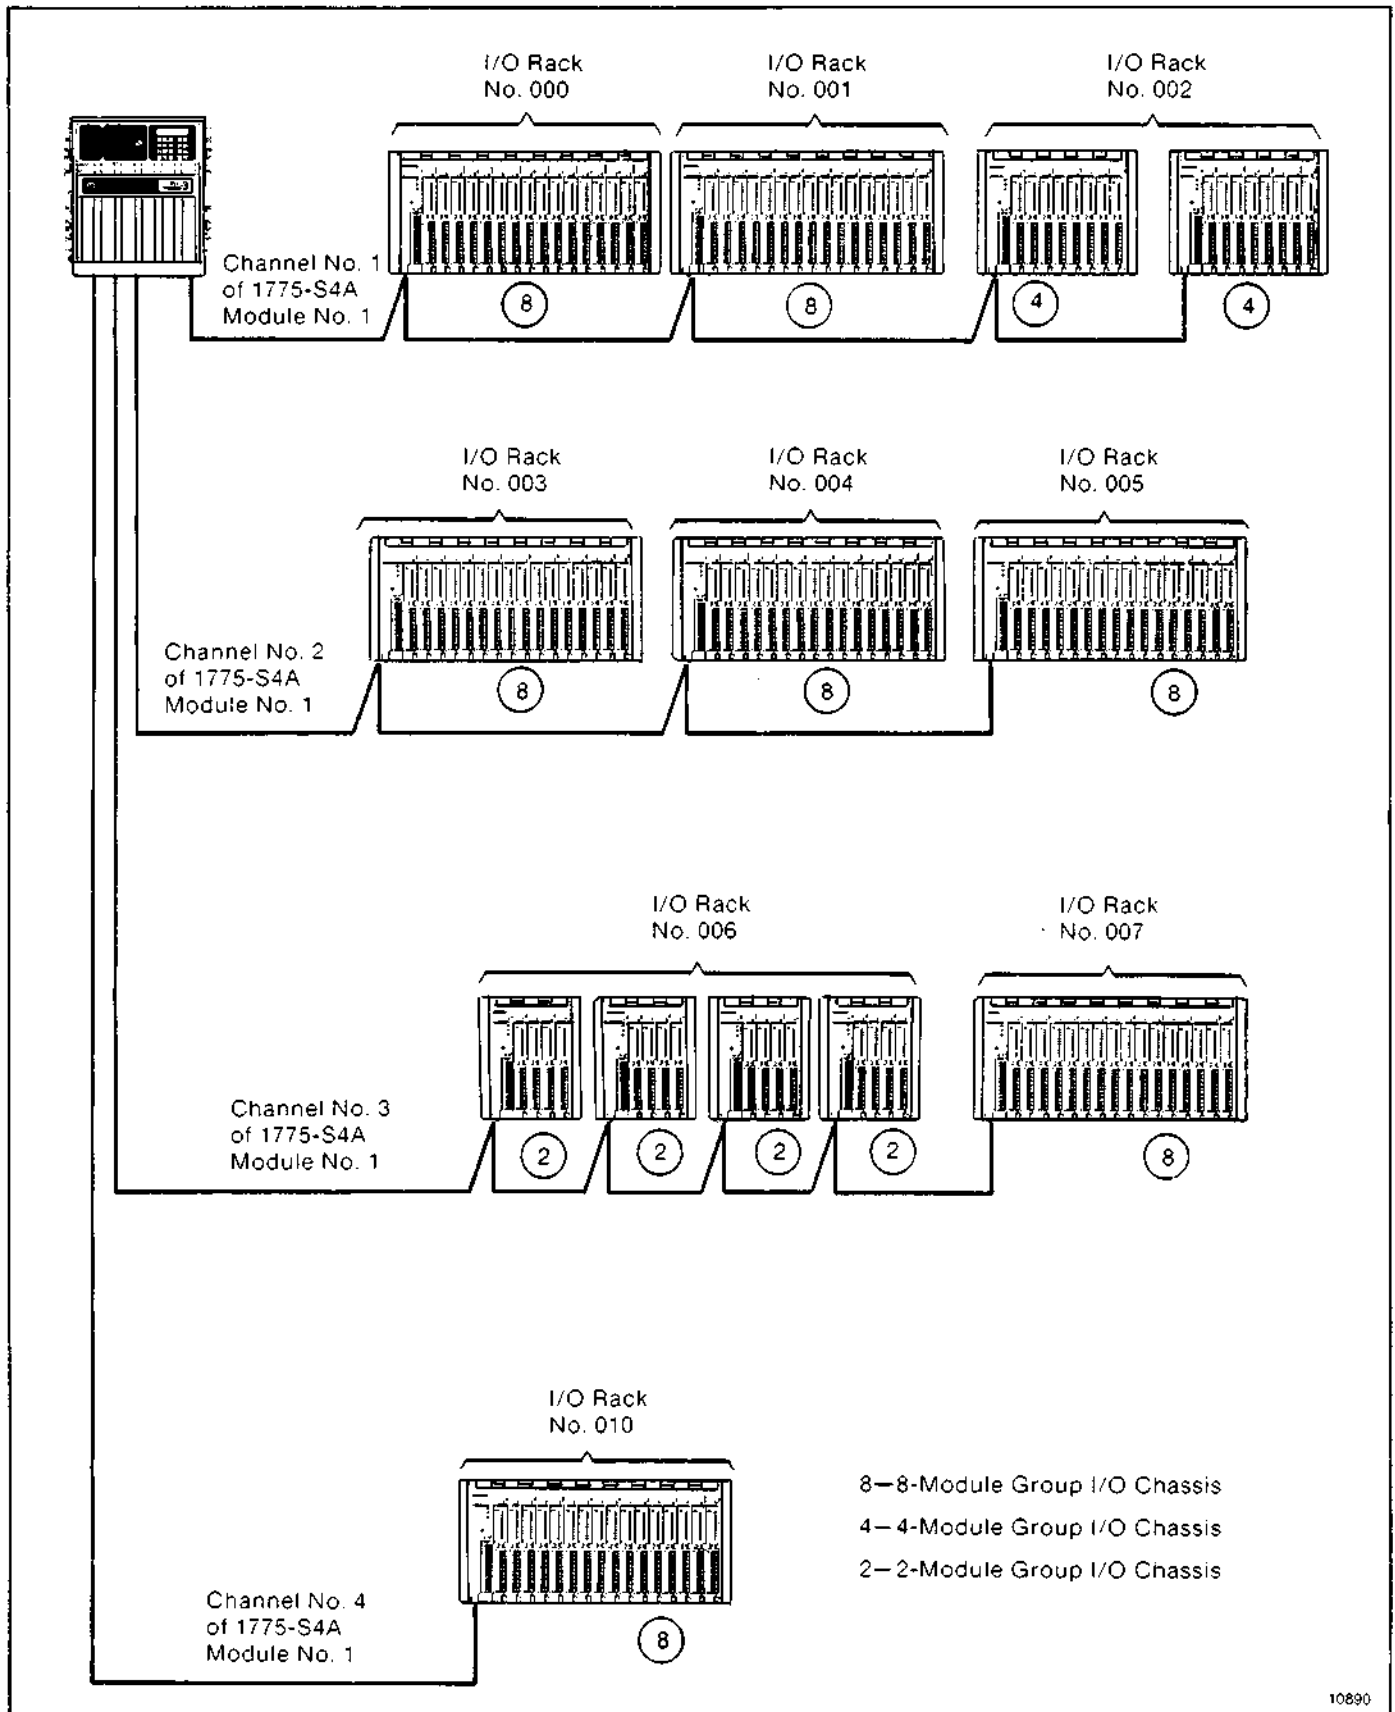 I/O Rack
No. 000
I/O Rack
No. 001
I/O Rack
No. 002
Channel No. 1
of 1775-S4A
Module No. 1
8
8
4
4
I/O Rack
No. 003
I/O Rack
No. 004
I/O Rack
No. 005
Channel No. 2
of 1775-S4A
Module No. 1
8
8
8
I/O Rack
No. 006
I/O Rack
No. 007
Channel No. 3
of 1775-S4A
Module No. 1
2
2
2
2
8
I/O Rack
No. 010
8—8-Module Group I/O Chassis
4—4-Module Group I/O Chassis
2—2-Module Group I/O Chassis
Channel No. 4
of 1775-S4A
Module No. 1
8
10890